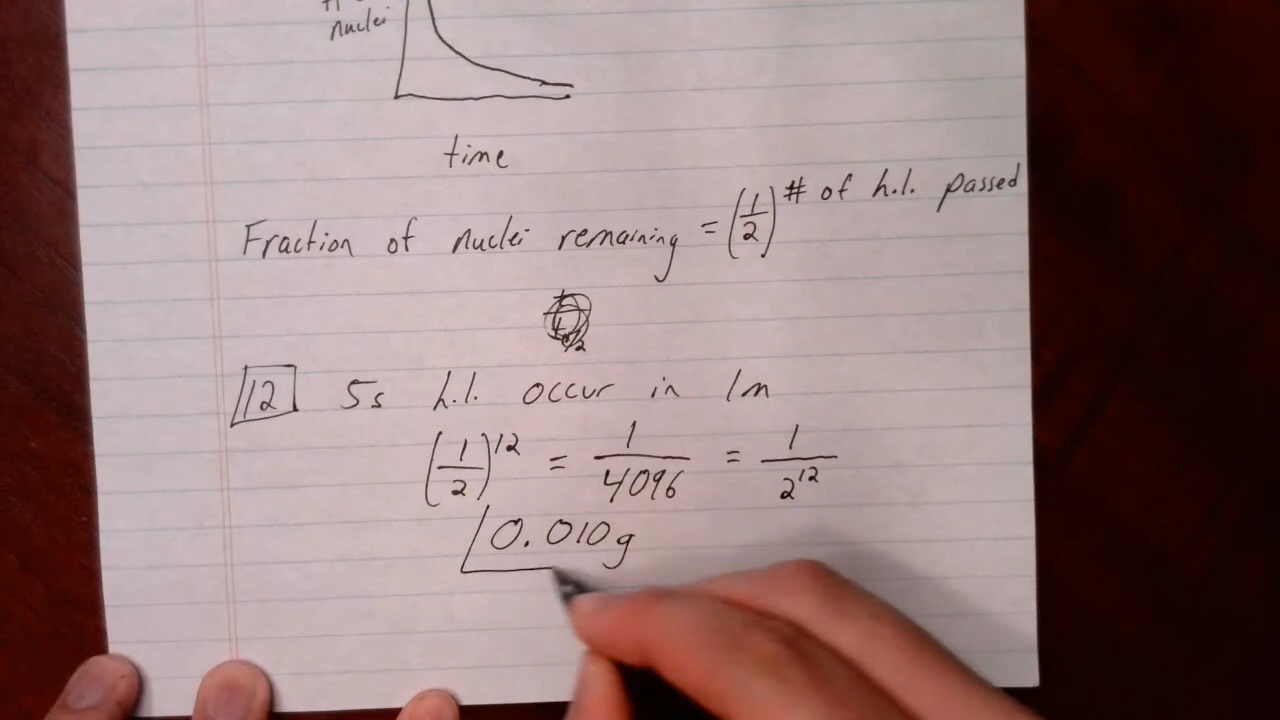 nuclei
time
Fraction of nuclei remaining = (1/2)^# of h.l. passed
12 5s h.l. occur in 1m
(1/2)^12 = 1/4096 = 1/2^12
0.010g